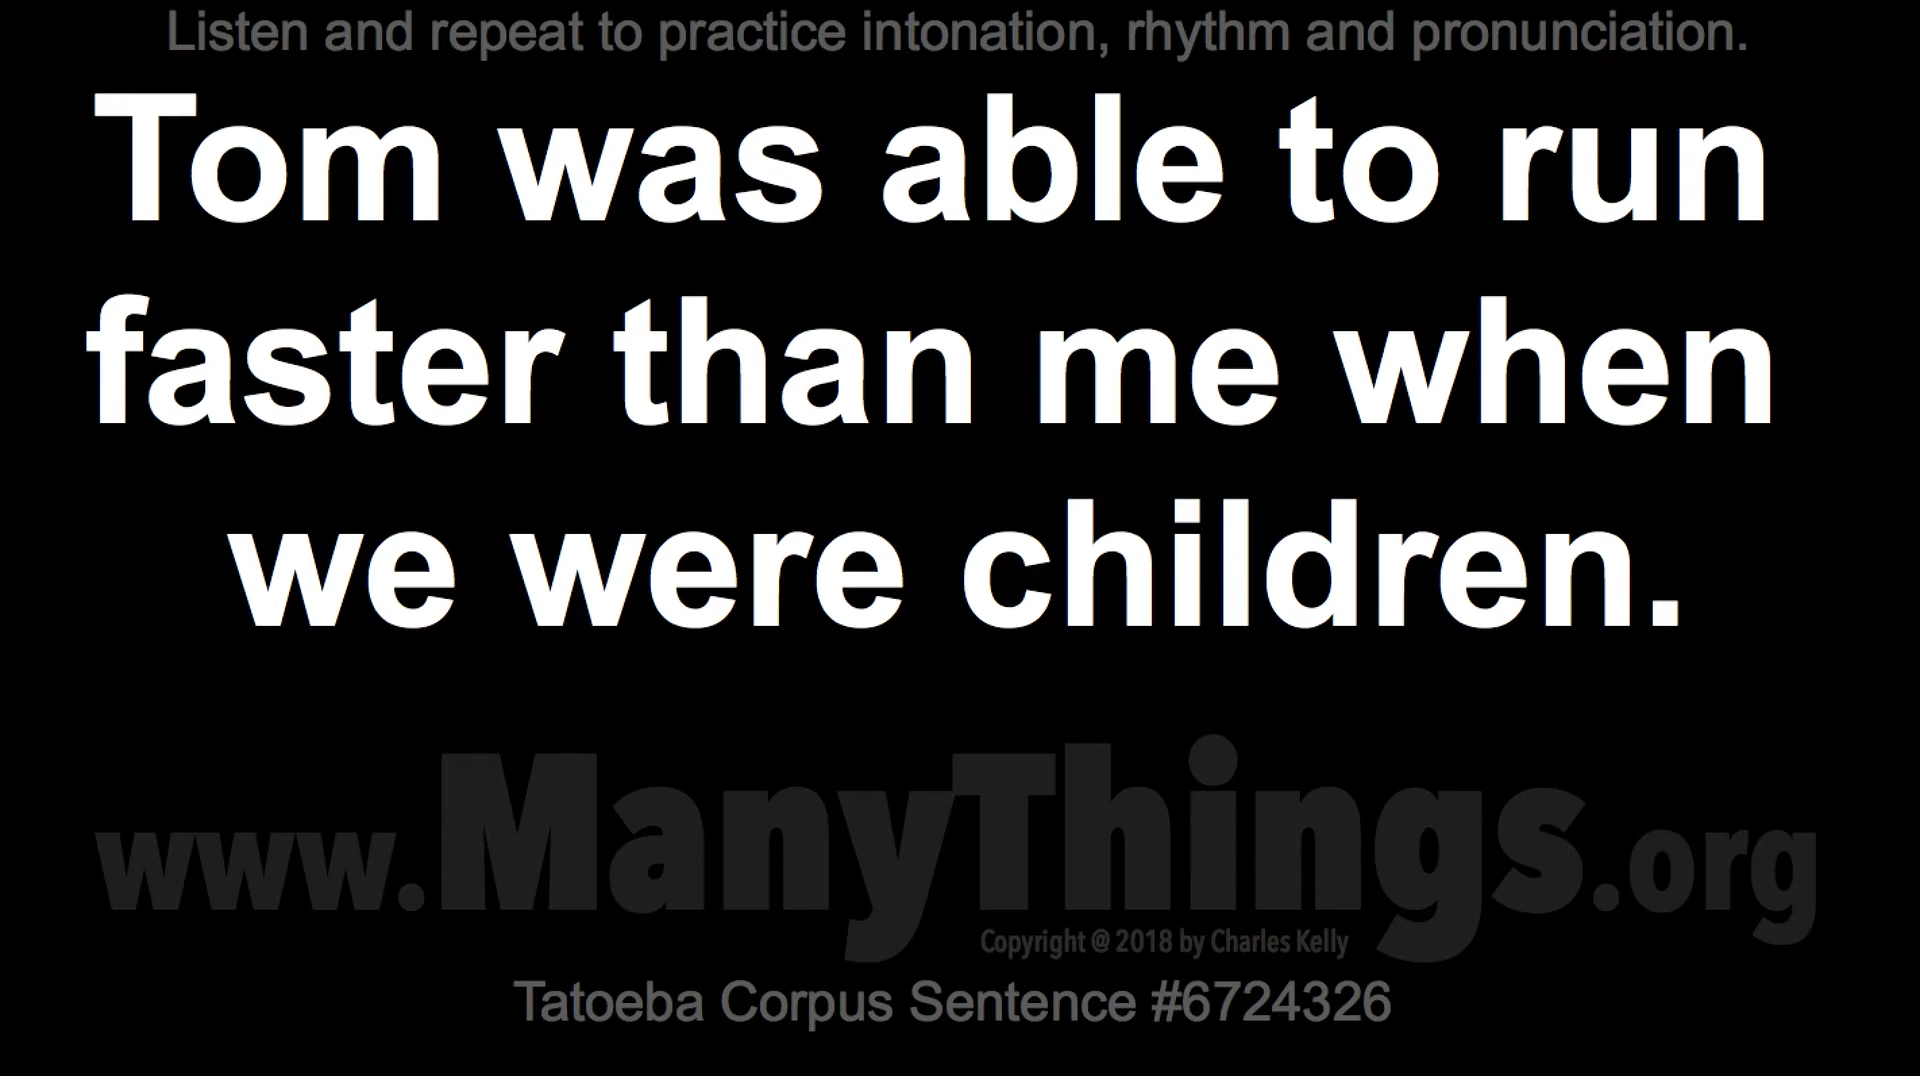 Listen and repeat to practice intonation, rhythm and pronunciation.
Tom was able to run
faster than me when
we were children.
www.ManyThings.org
Copyright @ 2018 by Charles Kelly
Tatoeba Corpus Sentence #6724326